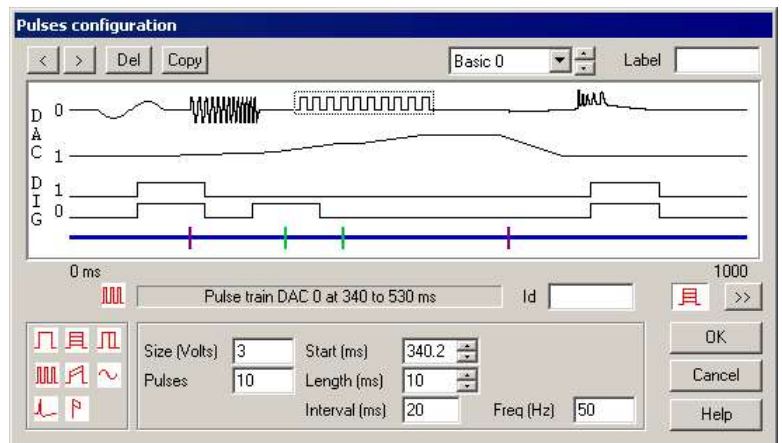 Pulses configuration
< > Del Copy Basic 0 Label
DAC 0
1
DIG 1
0
0 ms 1000
Pulse train DAC 0 at 340 to 530 ms Id >>
Size (Volts) 3 Start (ms) 340.2 OK
Pulses 10 Length (ms) 10 Cancel
Interval (ms) 20 Freq (Hz) 50 Help